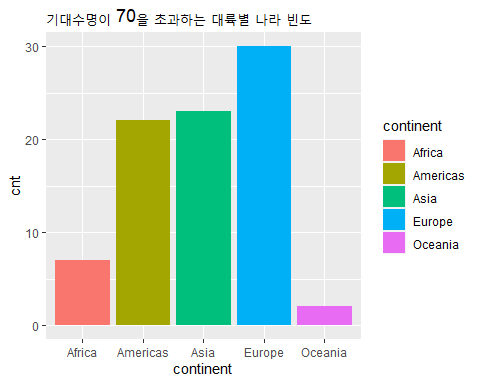 기대수명이 70을 초과하는 대륙별 나라 빈도
30
20
10
0
cnt
Africa
Americas
Asia
Europe
Oceania
continent
continent
Africa
Americas
Asia
Europe
Oceania